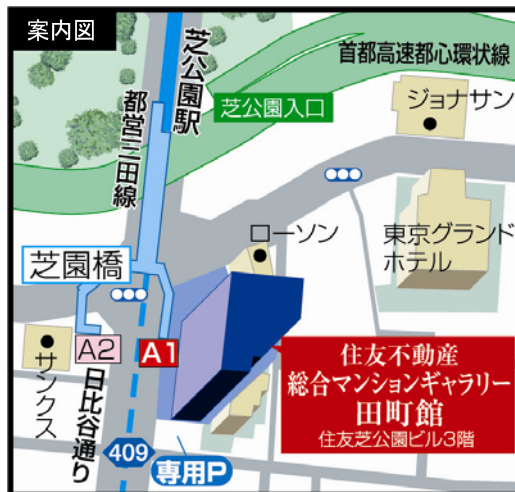 案内図
首都高速都心環状線
芝公園駅
芝公園入口
ジョナサン
都営三田線
ローソン
東京グランド
ホテル
芝園橋
A2
A1
サンクス
日比谷通り
住友不動産
総合マンションギャラリー
田町館
住友芝公園ビル3階
409
専用P